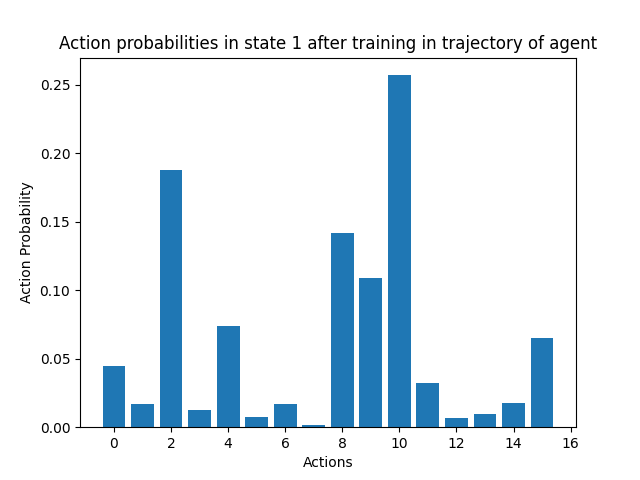 Action probabilities in state 1 after training in trajectory of agent
0.25
0.20
0.15
0.10
0.05
0.00
Action Probability
0 2 4 6 8 10 12 14 16
Actions